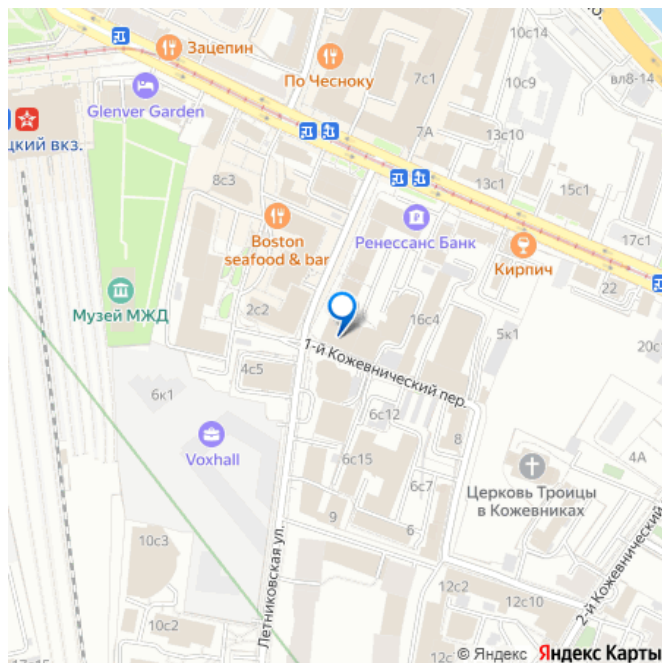 10с14
Зацепин
По Чесноку
7с1
10с9
вл8-14
Glenver Garden
цкий вкз.
7А
13с10
8с3
13с1
15с1
Boston
seafood & bar
Ренессанс Банк
17с1
Кирпич
22
Музей МЖД
2с2
16с4
5к1
20с
1-й Кожевнический пер.
4с5
6к1
6с12
Voxhall
8
6с15
4А
6с7
Церковь Троицы
в Кожевниках
9
6
10с3
Летниковская ул.
2-й Кожевнический
12с2
12с10
10с2
12с
17с15
© Яндекс Яндекс Карты